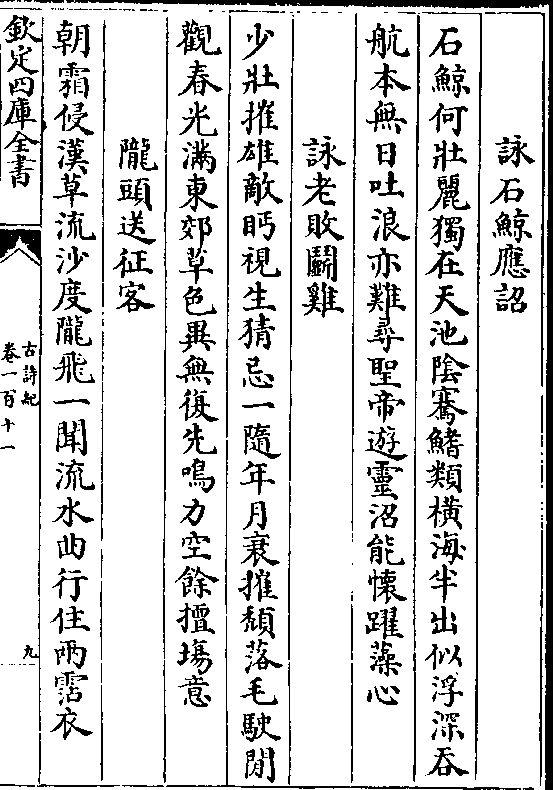 詠石鯨應詔
石鯨何壯麗獨在天池陰騫鰭類橫海半出似浮深吞
航本無日吐浪亦難尋聖帝遊靈沼能懷躍藻心
詠老敗鬬雞
少壯摧雄敵眄視生猜忌一隨年月衰摧頽落毛駛閒
觀春光滿東郊草色異無復先鳴力空餘擅塲意
隴頭送征客
朝霜侵漢草流沙度隴飛一聞流水曲行住兩霑衣
欽定四庫全書
古詩紀
卷一百十一
九